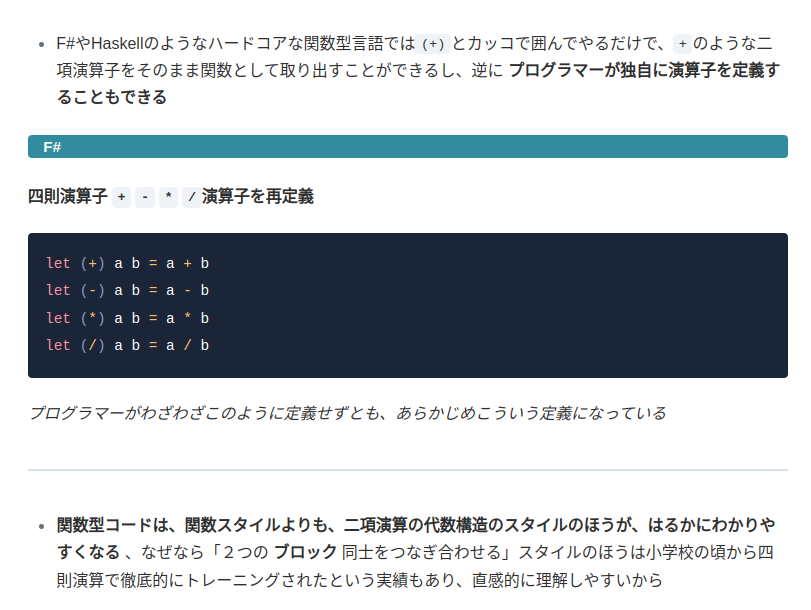 F#やHaskellのようなハードコアな関数型言語では(+)とカッコで囲んでやるだけで、+のような二
項演算子をそのまま関数として取り出すことができるし、逆に プログラマーが独自に演算子を定義す
ることもできる
F#
四則演算子 + - * / 演算子を再定義
let (+) a b = a + b
let (-) a b = a - b
let (*) a b = a * b
let (/) a b = a / b
プログラマーがわざわざこのように定義せずとも、あらかじめこういう定義になっている
関数型コードは、関数スタイルよりも、二項演算の代数構造のスタイルのほうが、はるかにわかりや
すくなる 、なぜなら「２つの ブロック 同士をつなぎ合わせる」スタイルのほうは小学校の頃から四
則演算で徹底的にトレーニングされたという実績もあり、直感的に理解しやすいから